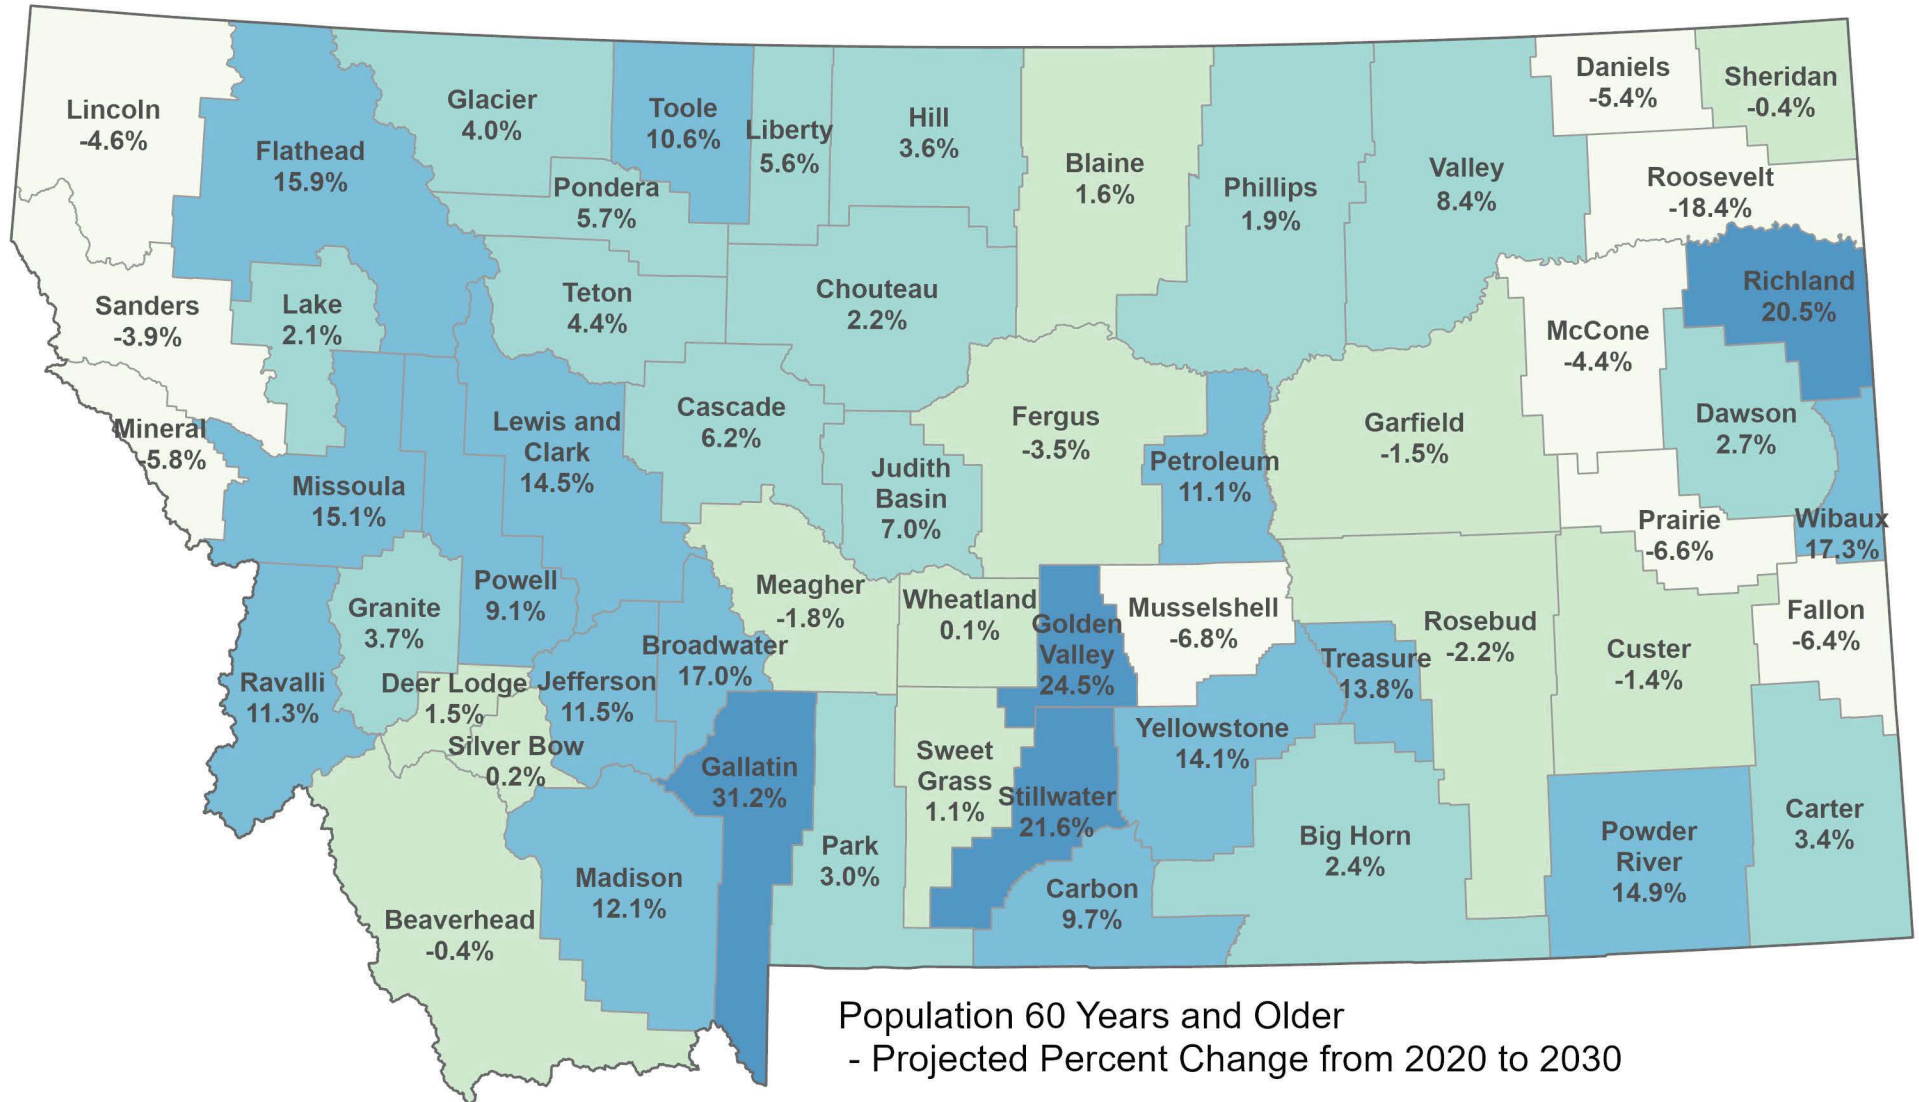 Lincoln
-4.6%
Flathead
15.9%
Glacier
4.0%
Toole
10.6%
Liberty
5.6%
Hill
3.6%
Blaine
1.6%
Phillips
1.9%
Valley
8.4%
Daniels
-5.4%
Sheridan
-0.4%
Roosevelt
-18.4%
Pondera
5.7%
Sanders
-3.9%
Lake
2.1%
Teton
4.4%
Chouteau
2.2%
Richland
20.5%
McCone
-4.4%
Mineral
-5.8%
Missoula
15.1%
Lewis and
Clark
14.5%
Cascade
6.2%
Judith
Basin
7.0%
Fergus
-3.5%
Petroleum
11.1%
Garfield
-1.5%
Dawson
2.7%
Prairie
-6.6%
Wibaux
17.3%
Granite
3.7%
Powell
9.1%
Meagher
-1.8%
Wheatland
0.1%
Golden
Valley
24.5%
Musselshell
-6.8%
Rosebud
-2.2%
Fallon
-6.4%
Broadwater
17.0%
Treasure
13.8%
Custer
-1.4%
Ravalli
11.3%
Deer Lodge
1.5%
Jefferson
11.5%
Silver Bow
0.2%
Gallatin
31.2%
Sweet
Grass
1.1%
Stillwater
21.6%
Yellowstone
14.1%
Park
3.0%
Big Horn
2.4%
Powder
River
14.9%
Carter
3.4%
Madison
12.1%
Carbon
9.7%
Beaverhead
-0.4%
Population 60 Years and Older
- Projected Percent Change from 2020 to 2030